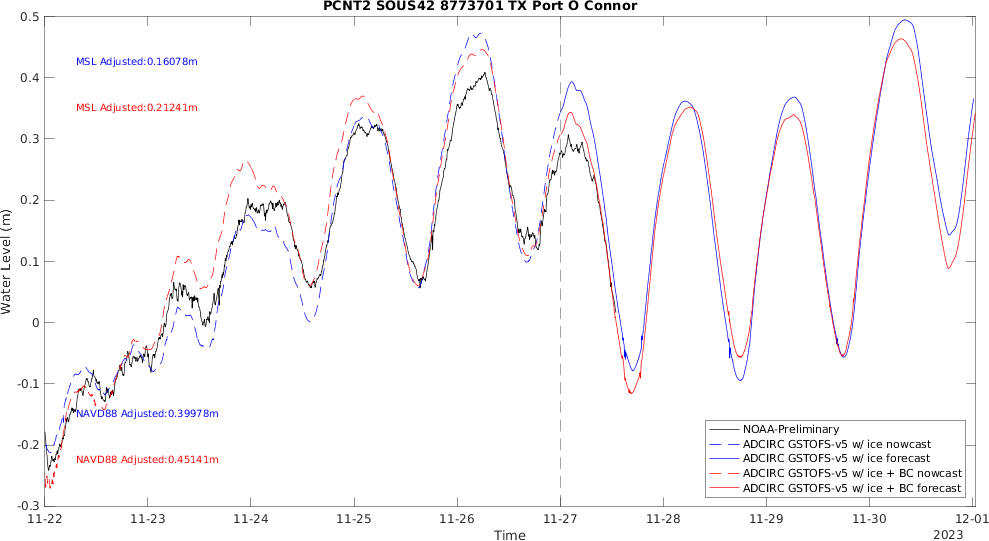 PCNT2 SOUS42 8773701 TX Port O Connor
0.5
MSL Adjusted:0.16078m
0.4
MSL Adjusted:0.21241m
0.3
0.2
Water Level (m)
0.1
0
-0.1
NAVD88 Adjusted:0.39978m
NOAA-Preliminary
-0.2
ADCIRC GSTOFS-v5 w/ ice nowcast
NAVD88 Adjusted:0.45141m
ADCIRC GSTOFS-v5 w/ ice forecast
ADCIRC GSTOFS-v5 w/ ice + BC nowcast
ADCIRC GSTOFS-v5 w/ ice + BC forecast
-0.3
11-22 11-23 11-24 11-25 11-26 11-27 11-28 11-29 11-30 12-01
Time
2023